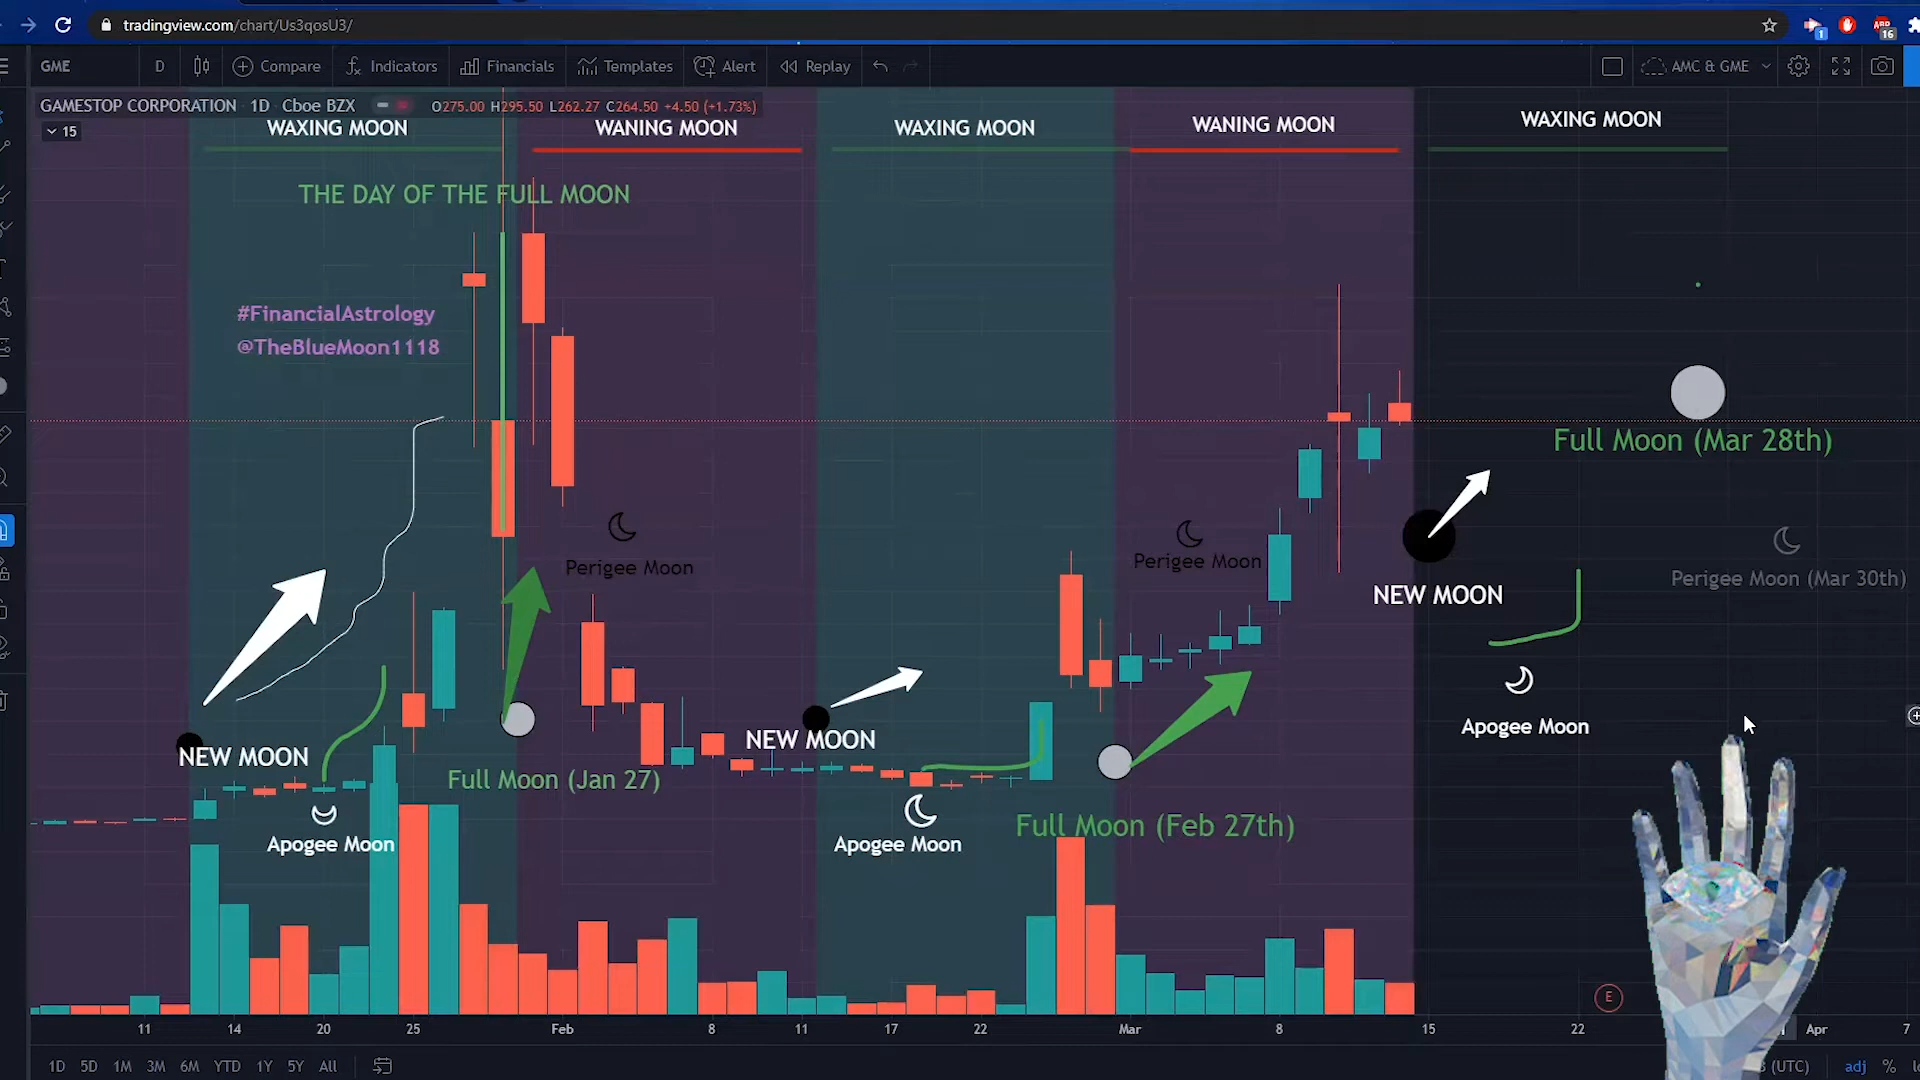 tradingview.com/chart/Us3qosU3/
1
16
GME D Compare Indicators Financials Templates Alert Replay AMC & GME
GAMESTOP CORPORATION 1D Cboe BZX O275.00 H295.50 L262.27 C264.50 +4.50 (+1.73%)
15
WAXING MOON WANING MOON WAXING MOON WANING MOON WAXING MOON
THE DAY OF THE FULL MOON
#FinancialAstrology
@TheBlueMoon1118
Full Moon (Mar 28th)
Perigee Moon Perigee Moon Perigee Moon (Mar 30th)
NEW MOON
NEW MOON NEW MOON
Apogee Moon
Full Moon (Jan 27)
Full Moon (Feb 27th)
Apogee Moon Apogee Moon
E
11 14 20 25 Feb 8 11 17 22 Mar 8 15 22 Apr 7
1D 5D 1M 3M 6M YTD 1Y 5Y All (UTC) adj %